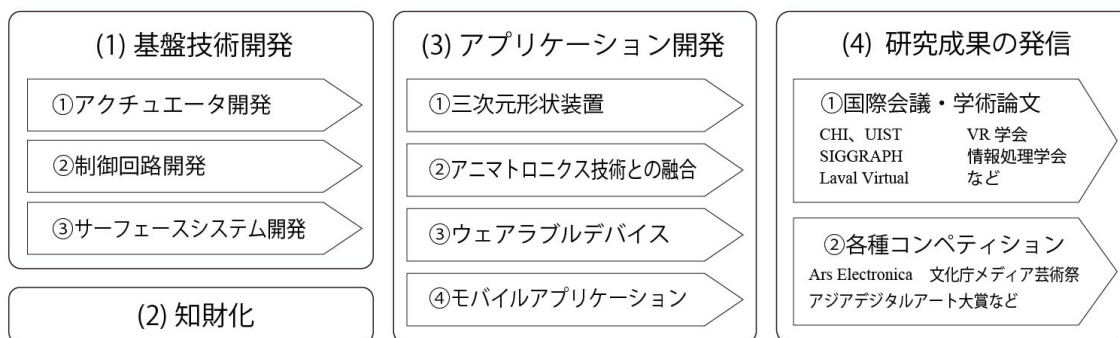 (1) 基盤技術開発
①アクチュエータ開発
②制御回路開発
③サーフェースシステム開発
(2) 知財化
(3) アプリケーション開発
①三次元形状装置
②アニマトロニクス技術との融合
③ウェアラブルデバイス
④モバイルアプリケーション
(4) 研究成果の発信
①国際会議・学術論文
CHI、UIST VR 学会
SIGGRAPH 情報処理学会
Laval Virtual など
②各種コンペティション
Ars Electronica 文化庁メディア芸術祭
アジアデジタルアート大賞など